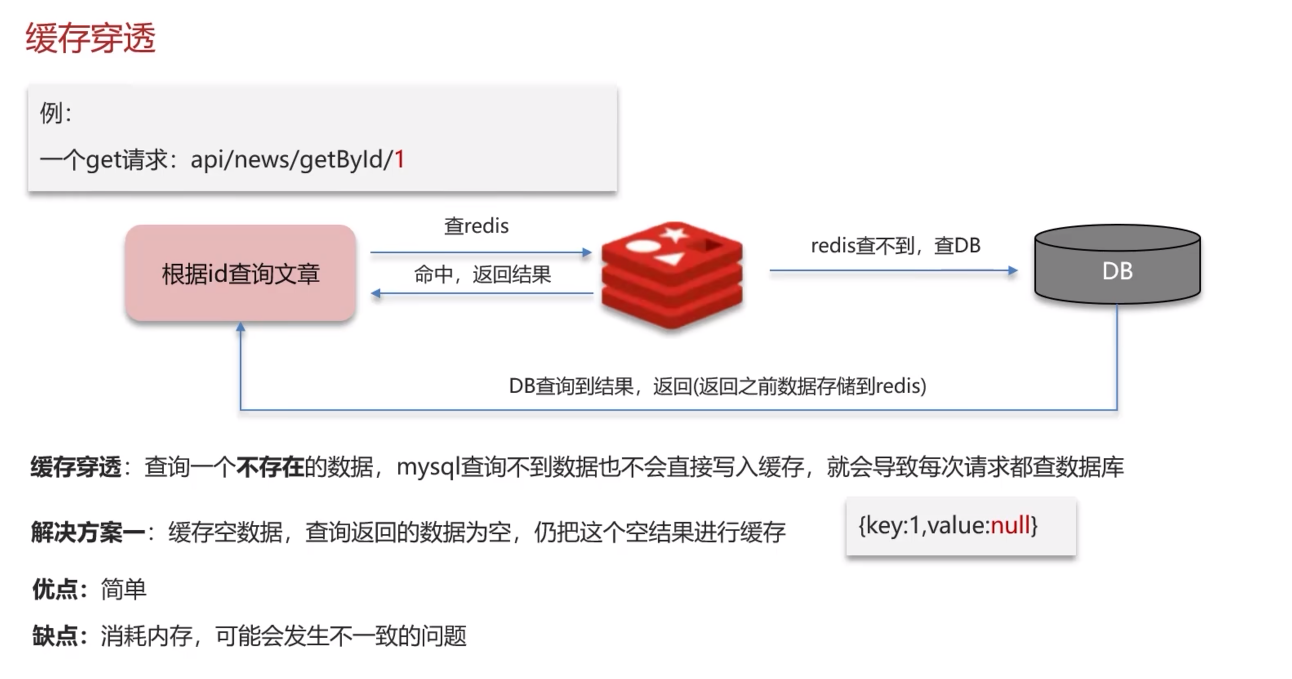 缓存穿透
例：
一个get请求：api/news/getById/1
查redis
根据id查询文章
命中，返回结果
redis查不到，查DB
DB
DB查询到结果，返回(返回之前数据存储到redis)
缓存穿透：查询一个不存在的数据，mysql查询不到数据也不会直接写入缓存，就会导致每次请求都查数据库
解决方案一：缓存空数据，查询返回的数据为空，仍把这个空结果进行缓存
{key:1,value:null}
优点：简单
缺点：消耗内存，可能会发生不一致的问题